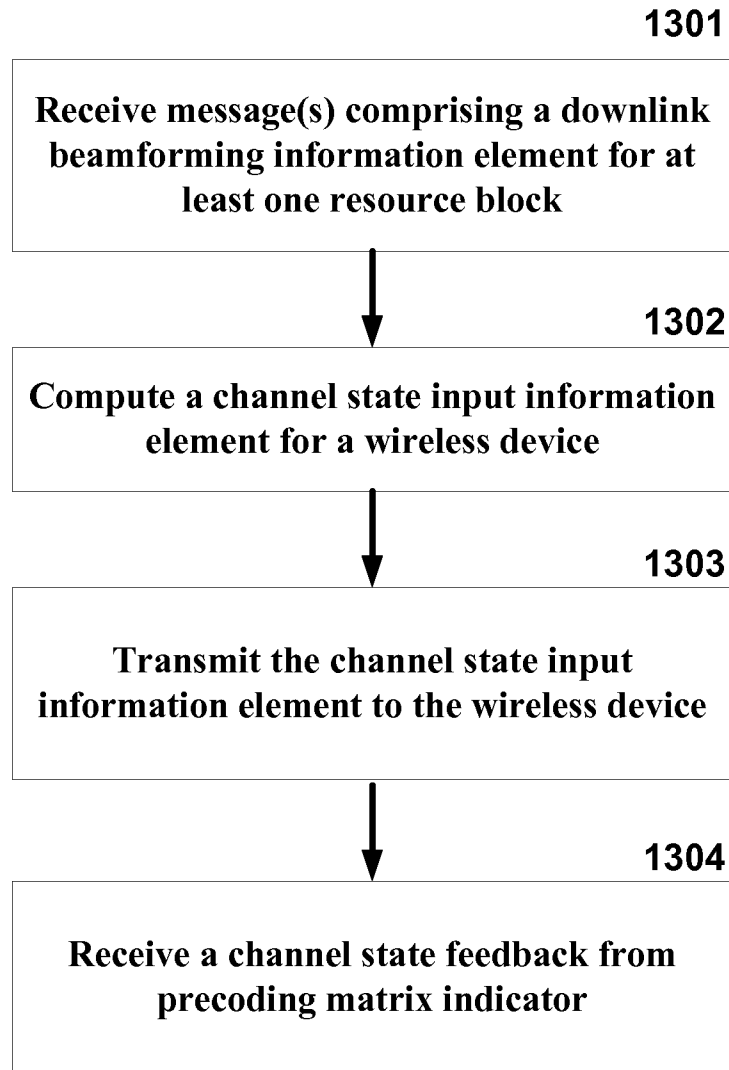 1301
Receive message(s) comprising a downlink
beamforming information element for at
least one resource block
1302
Compute a channel state input information
element for a wireless device
1303
Transmit the channel state input
information element to the wireless device
1304
Receive a channel state feedback from
precoding matrix indicator